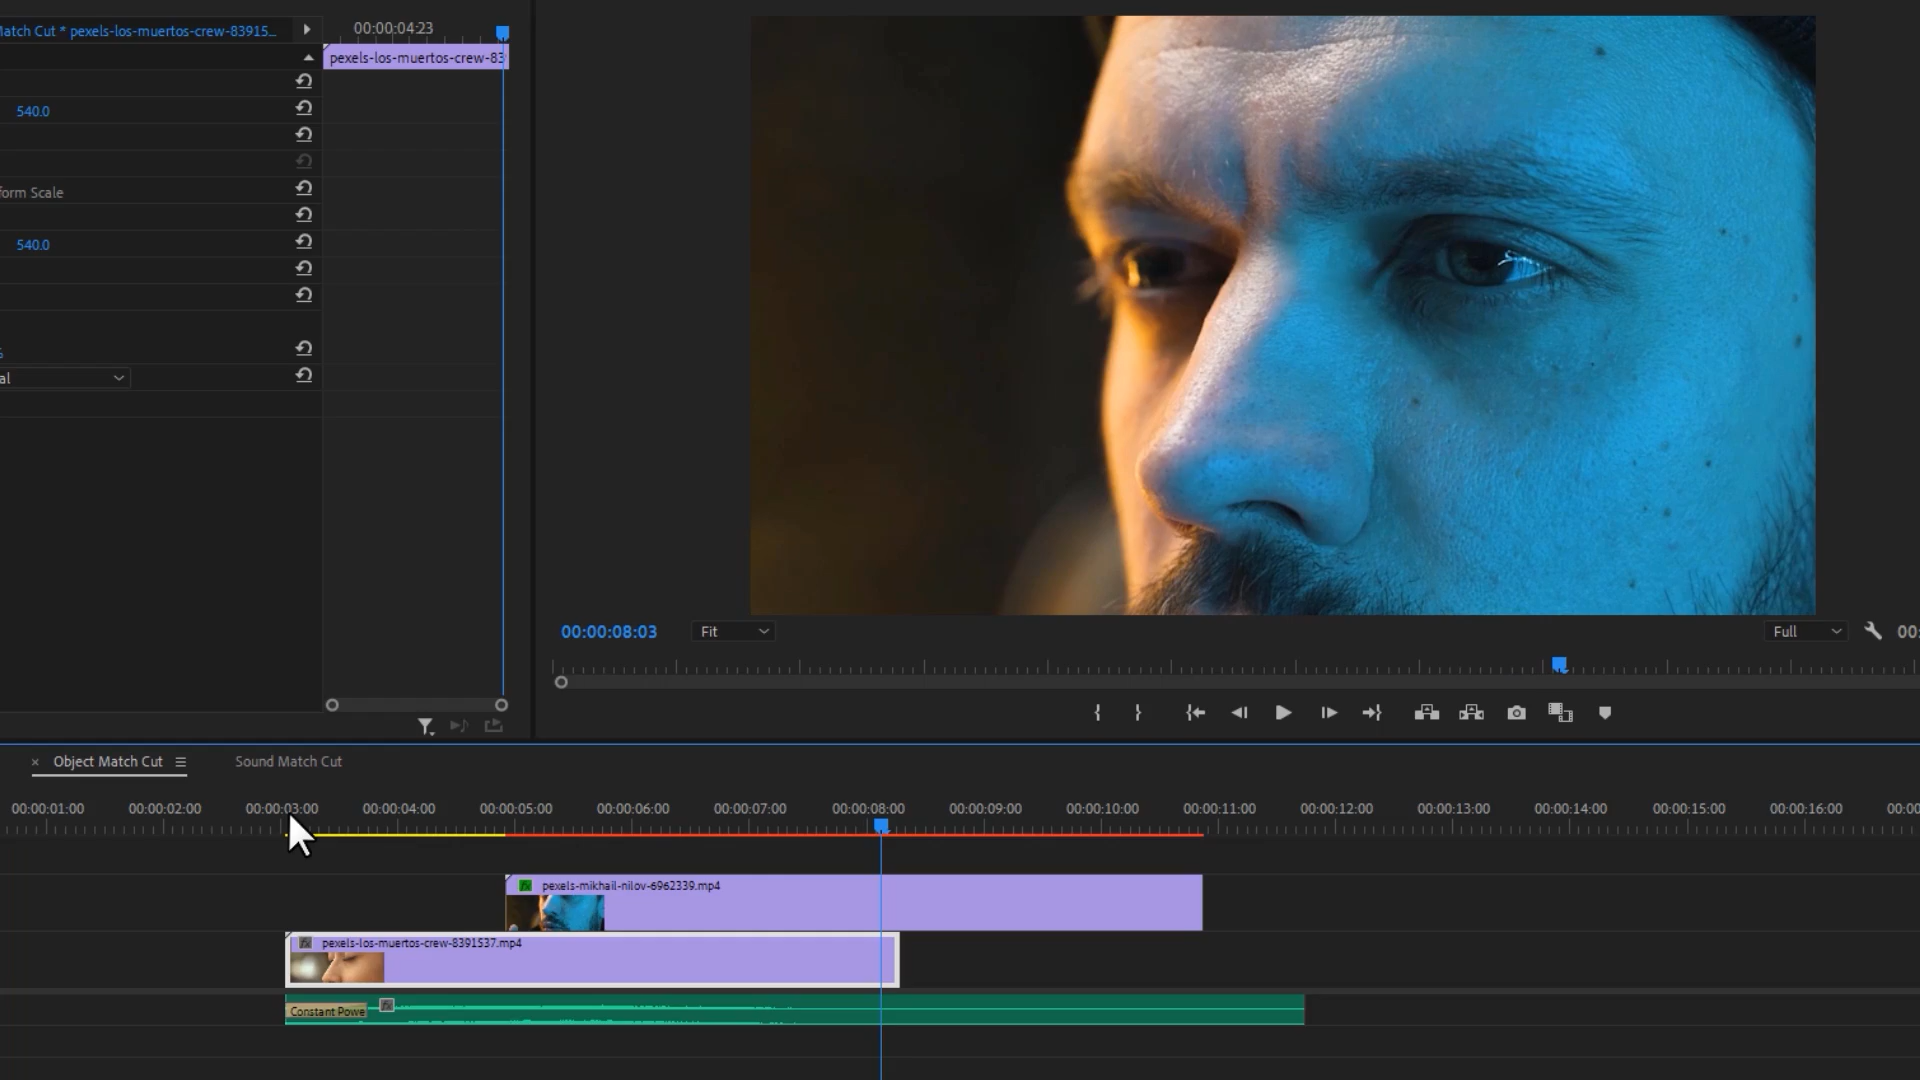 Match Cut * pexels-los-muertos-crew-83915...
00:00:04:23
pexels-los-muertos-crew-83
540.0
form Scale
540.0
%
al
00:00:08:03
Fit
Full
00:
× Object Match Cut
Sound Match Cut
00:00:01:00 00:00:02:00 00:00:03:00 00:00:04:00 00:00:05:00 00:00:06:00 00:00:07:00 00:00:08:00 00:00:09:00 00:00:10:00 00:00:11:00 00:00:12:00 00:00:13:00 00:00:14:00 00:00:15:00 00:00:16:00 00:00
fx pexels-mikhail-nilov-6962339.mp4
fx pexels-los-muertos-crew-8391537.mp4
Constant Powe
fx